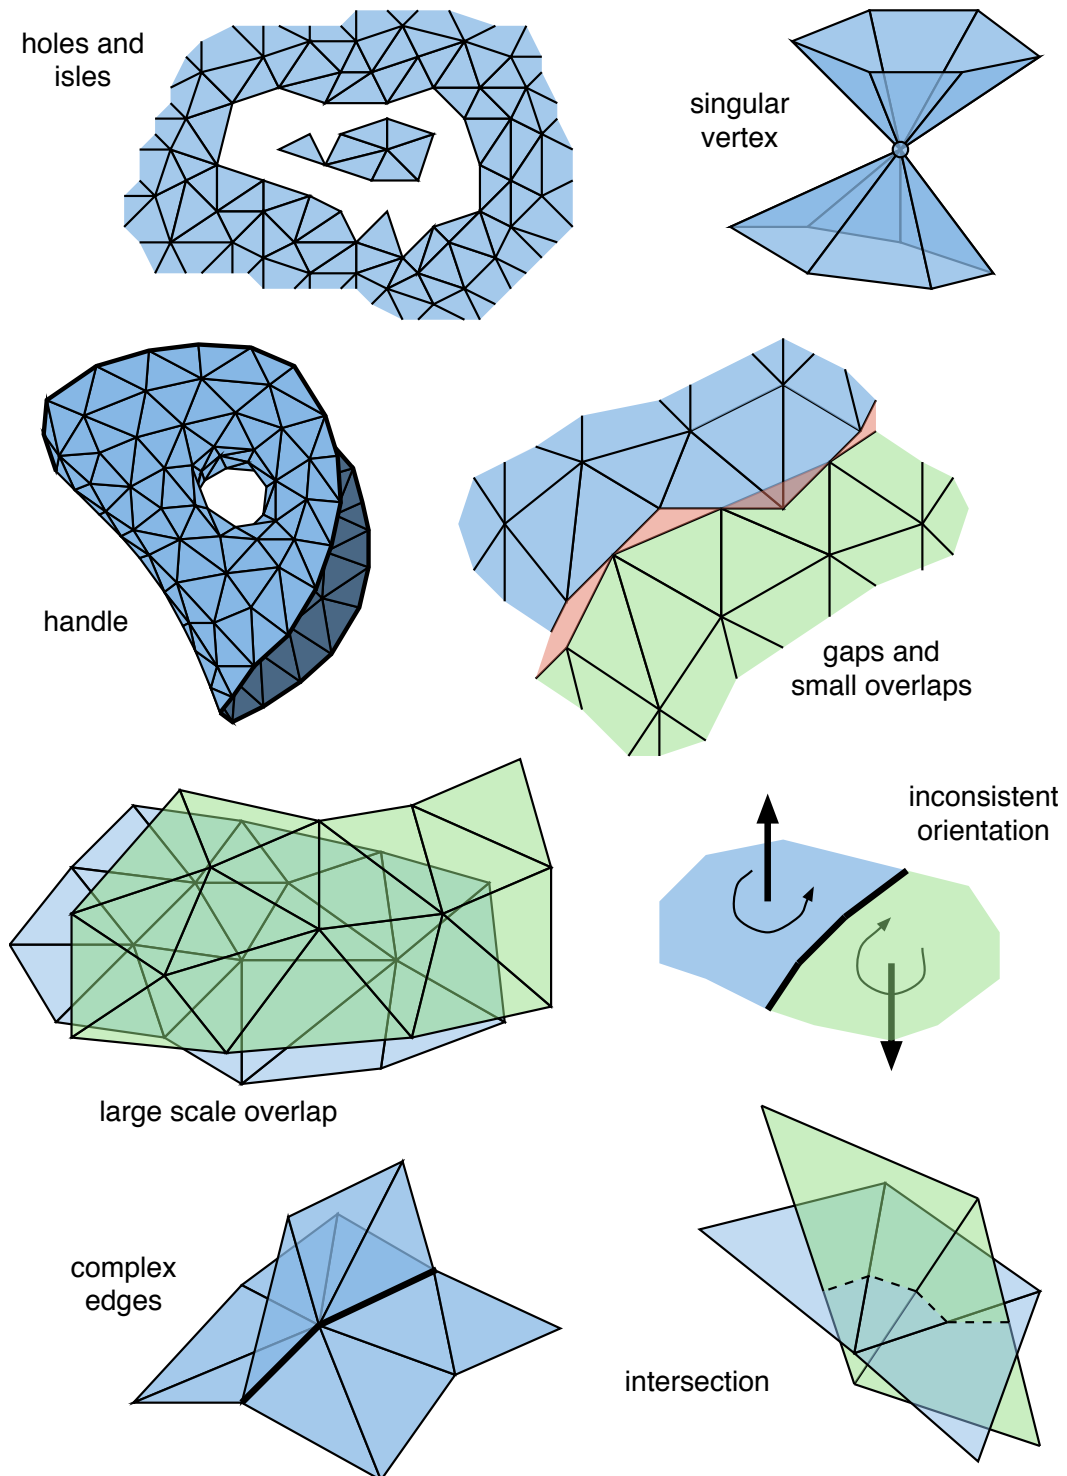 holes and
isles
singular
vertex
handle
gaps and
small overlaps
inconsistent
orientation
large scale overlap
complex
edges
intersection